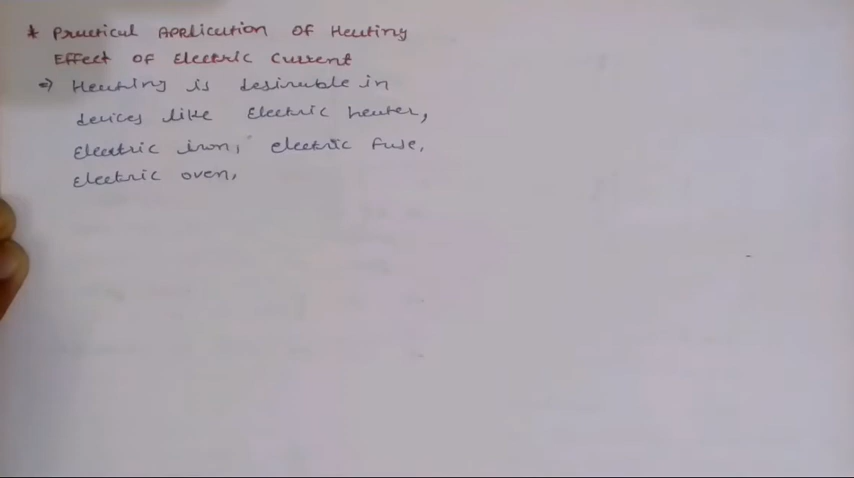 * Practical Application Of Heating
Effect Of Electric Current
⇒ Heating is desirable in
devices like Electric heater,
Electric iron, electric fuse,
Electric oven,